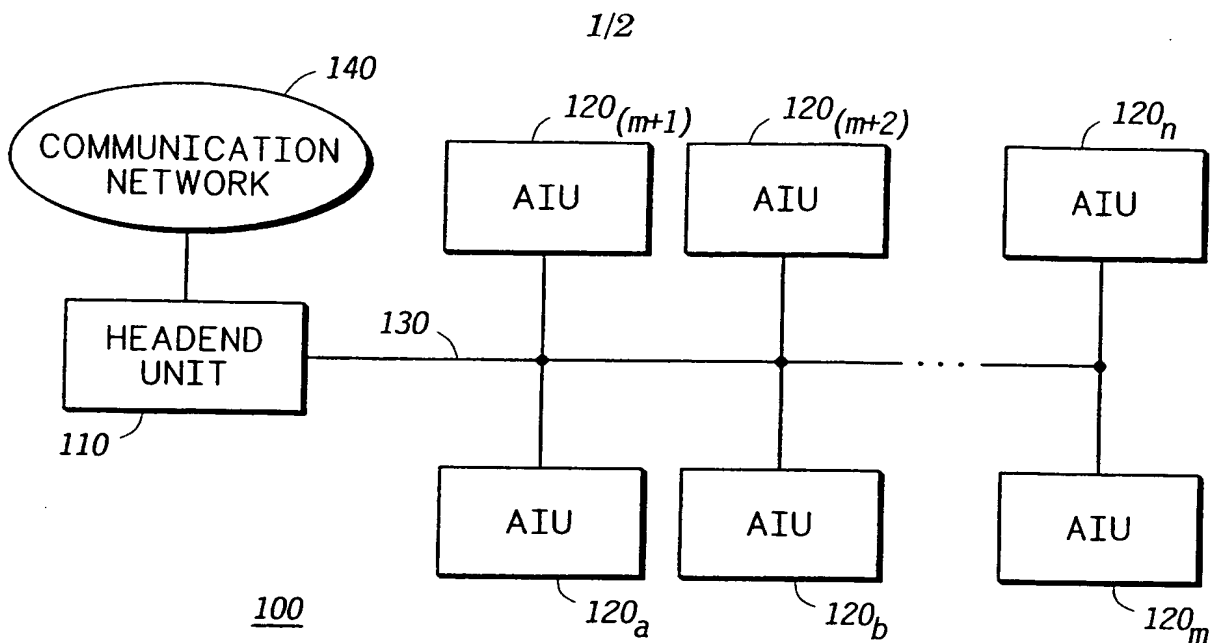 1/2
140
COMMUNICATION
NETWORK
120(m+1)
120(m+2)
120n
AIU
AIU
AIU
HEADEND
UNIT
130
. . .
110
AIU
AIU
AIU
100
120a
120b
120m